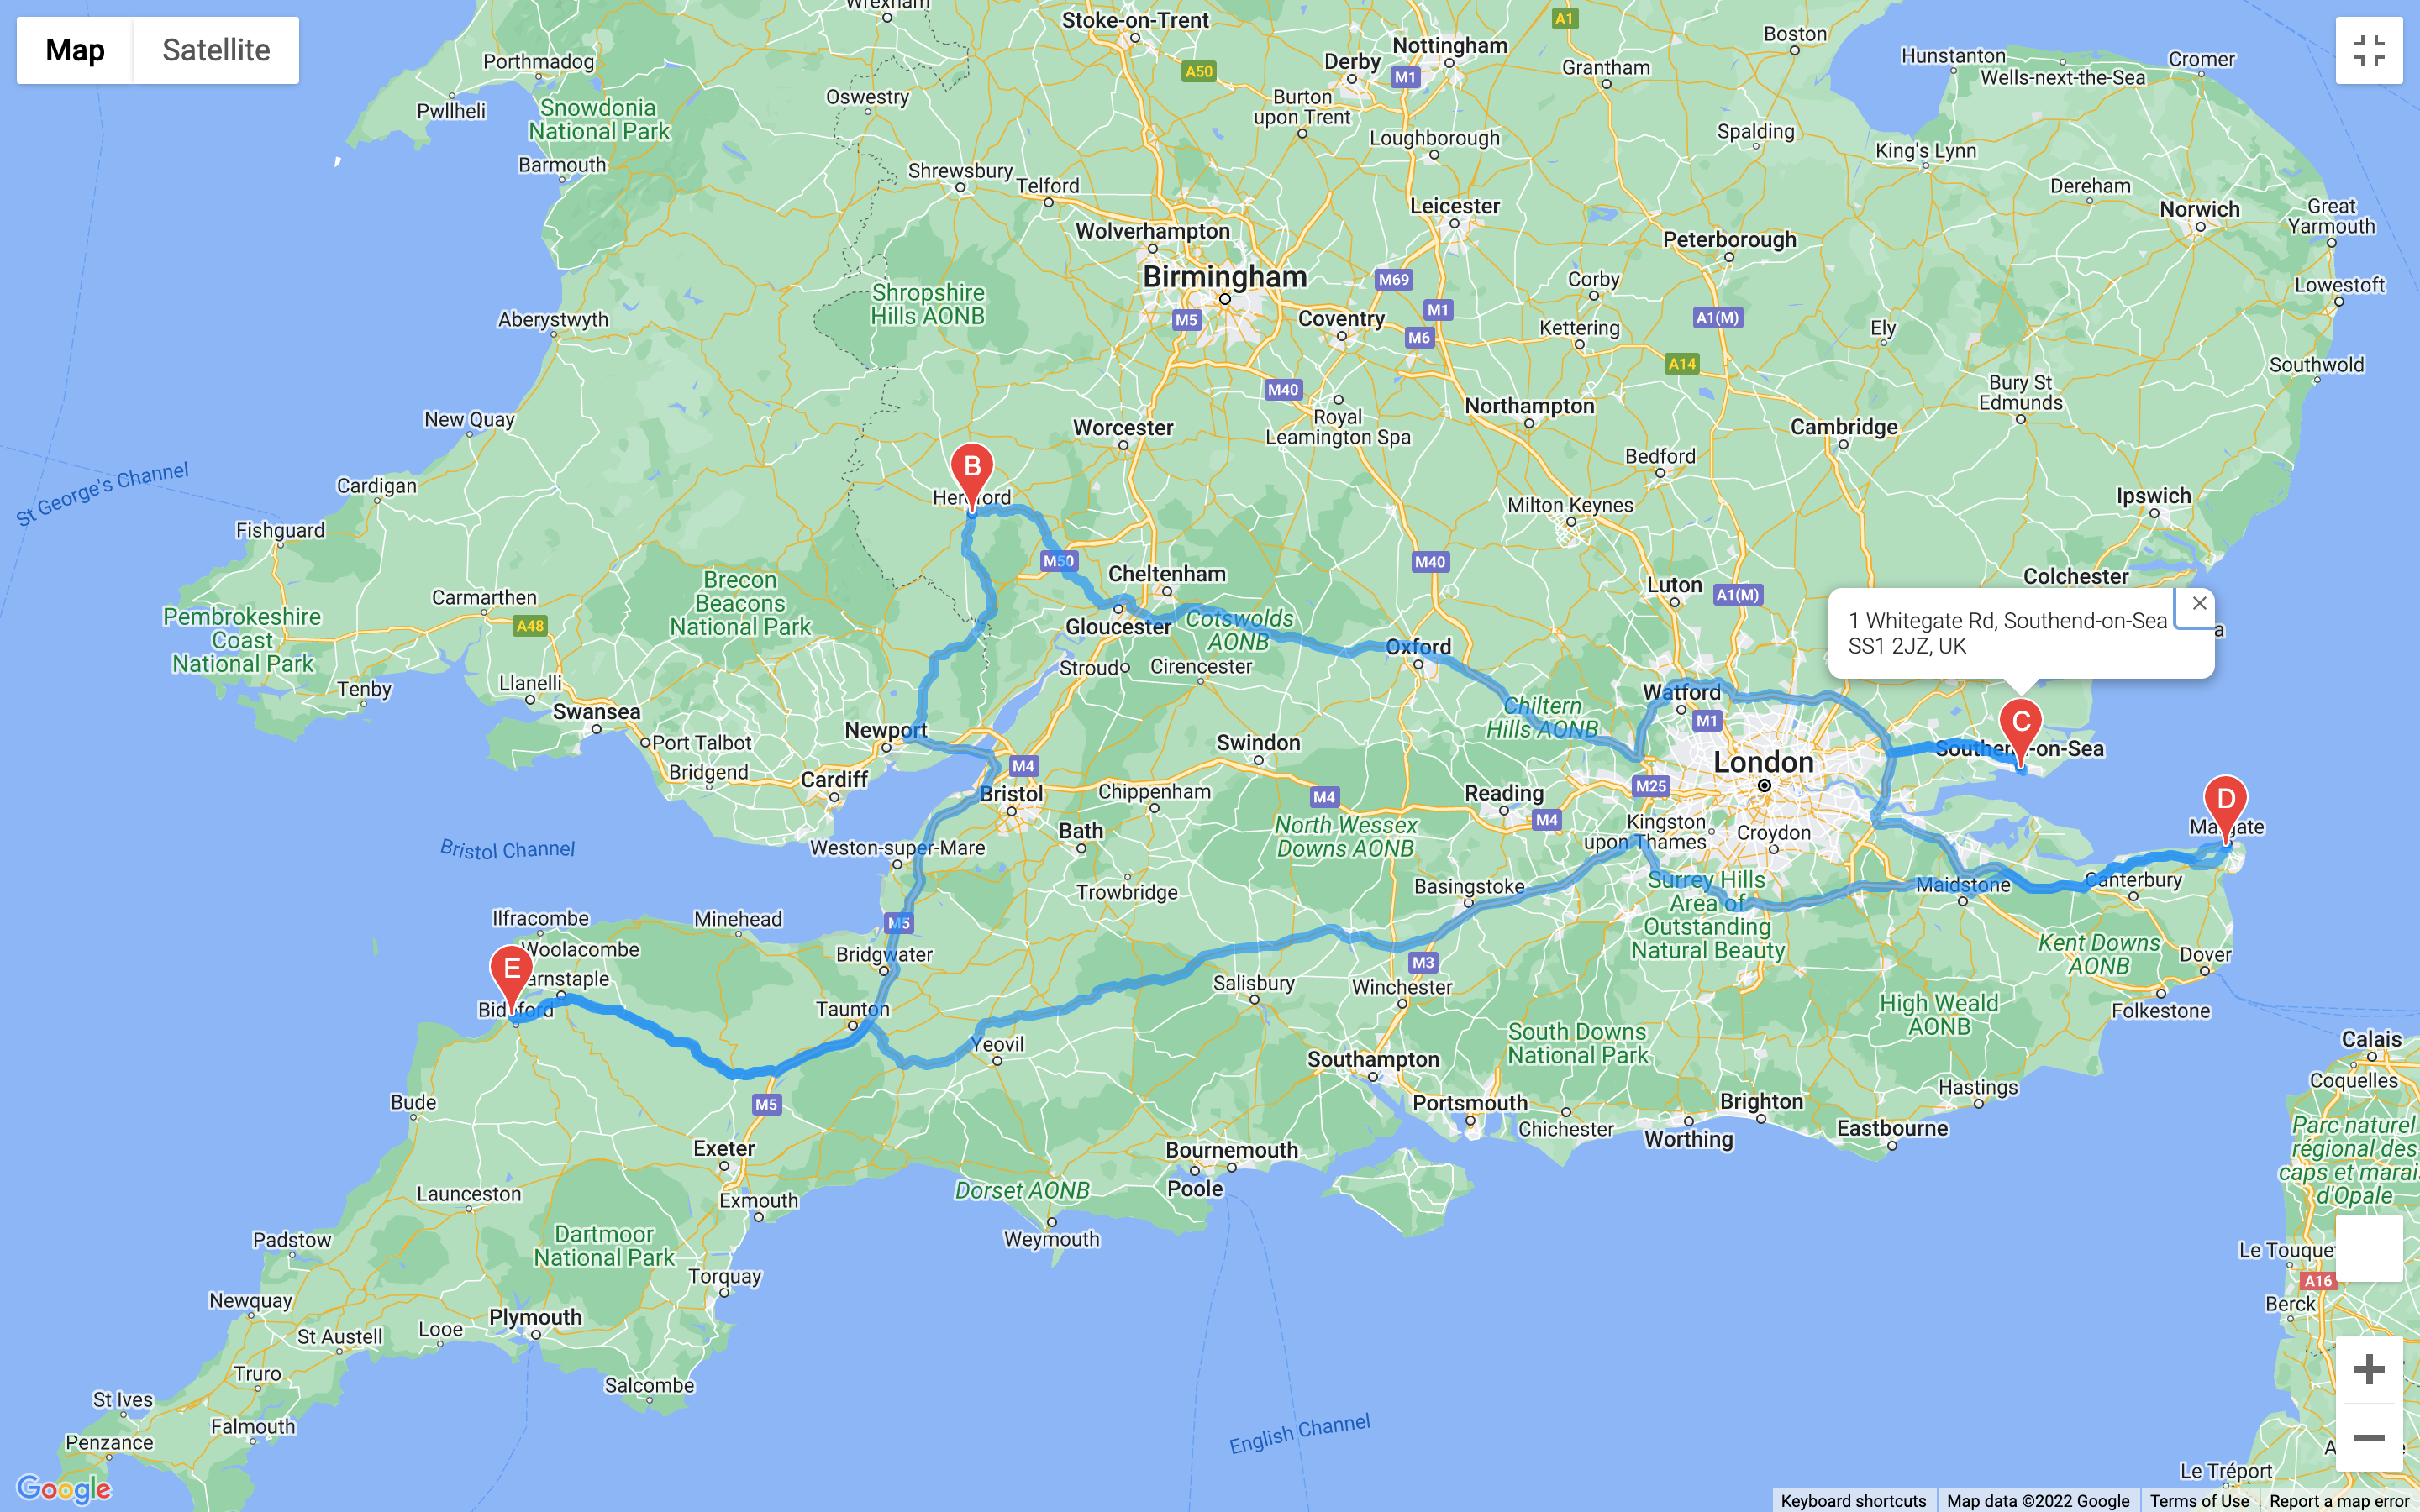 Map
Satellite
Wrexham
Stoke-on-Trent
A1
Boston
Nottingham
Derby
M1
Porthmadog
A50
Grantham
Hunstanton
Wells-next-the-Sea
Cromer
Pwllheli
Snowdonia
National Park
Oswestry
Burton
upon Trent
Loughborough
Spalding
King's Lynn
Barmouth
Shrewsbury
Telford
Dereham
Leicester
Norwich
Great
Yarmouth
Wolverhampton
Peterborough
Birmingham
M69
Corby
Lowestoft
Shropshire
Hills AONB
Aberystwyth
M5
Coventry
M1
M6
Kettering
A1(M)
Ely
A14
Southwold
M40
Bury St
Edmunds
New Quay
Worcester
Royal
Leamington Spa
Northampton
Cambridge
St George's Channel
Cardigan
B
Hereford
Bedford
Milton Keynes
Ipswich
Fishguard
M50
M40
Cheltenham
Brecon
Beacons
National Park
Luton
A1(M)
Colchester
Carmarthen
A48
Pembrokeshire
Coast
National Park
Gloucester
Cotswolds
AONB
Oxford
1 Whitegate Rd, Southend-on-Sea
SS1 2JZ, UK
a
Stroud
Cirencester
Tenby
Llanelli
Swansea
Watford
M1
Chiltern
Hills AONB
C
Newport
Port Talbot
Swindon
Southend-on-Sea
Bridgend
Cardiff
M4
Bristol
Chippenham
M4
Reading
M4
M25
London
D
Margate
Bath
North Wessex
Downs AONB
Kingston
upon Thames
Croydon
Bristol Channel
Weston-super-Mare
Trowbridge
Basingstoke
Surrey Hills
Area of
Outstanding
Natural Beauty
Maidstone
Canterbury
Ilfracombe
Minehead
M5
Woolacombe
Bridgwater
Kent Downs
AONB
Dover
E
Barnstaple
Bideford
M3
Salisbury
Winchester
Folkestone
Taunton
Yeovil
High Weald
AONB
South Downs
National Park
Southampton
Calais
Coquelles
Bude
M5
Portsmouth
Chichester
Worthing
Brighton
Hastings
Eastbourne
Exeter
Bournemouth
Poole
Parc naturel
régional des
caps et marais
d'Opale
Launceston
Exmouth
Dorset AONB
Weymouth
Padstow
Dartmoor
National Park
Le Touquet
Torquay
A16
Newquay
Berck
Plymouth
Looe
St Austell
Truro
Salcombe
St Ives
Falmouth
English Channel
Penzance
Le Tréport
Google
Keyboard shortcuts
Map data ©2022 Google
Terms of Use
Report a map error